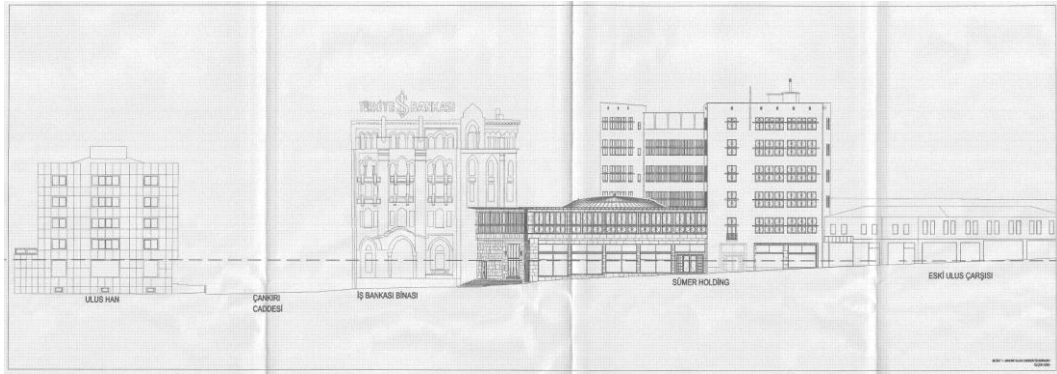 TÜRKİYE İŞ BANKASI
ULUS HAN
ÇANKIRI
CADDESİ
İŞ BANKASI BİNASI
SÜMER HOLDİNG
ESKİ ULUS ÇARŞISI